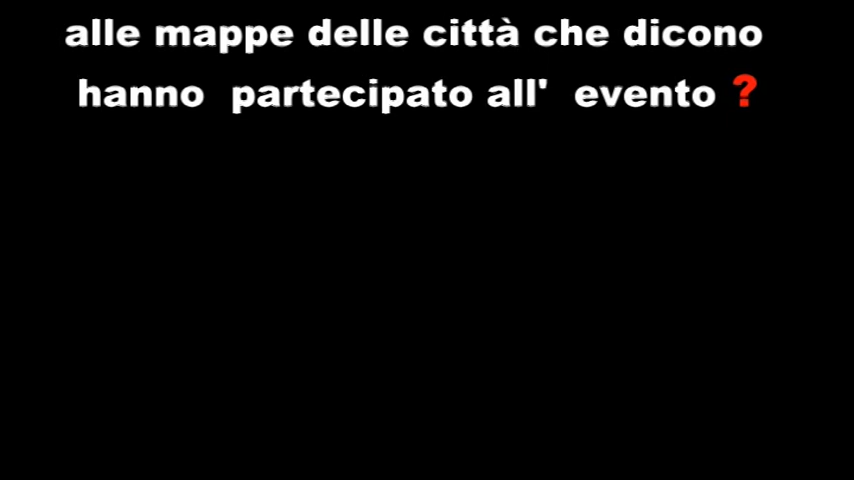 alle mappe delle città che dicono
hanno partecipato all' evento ?